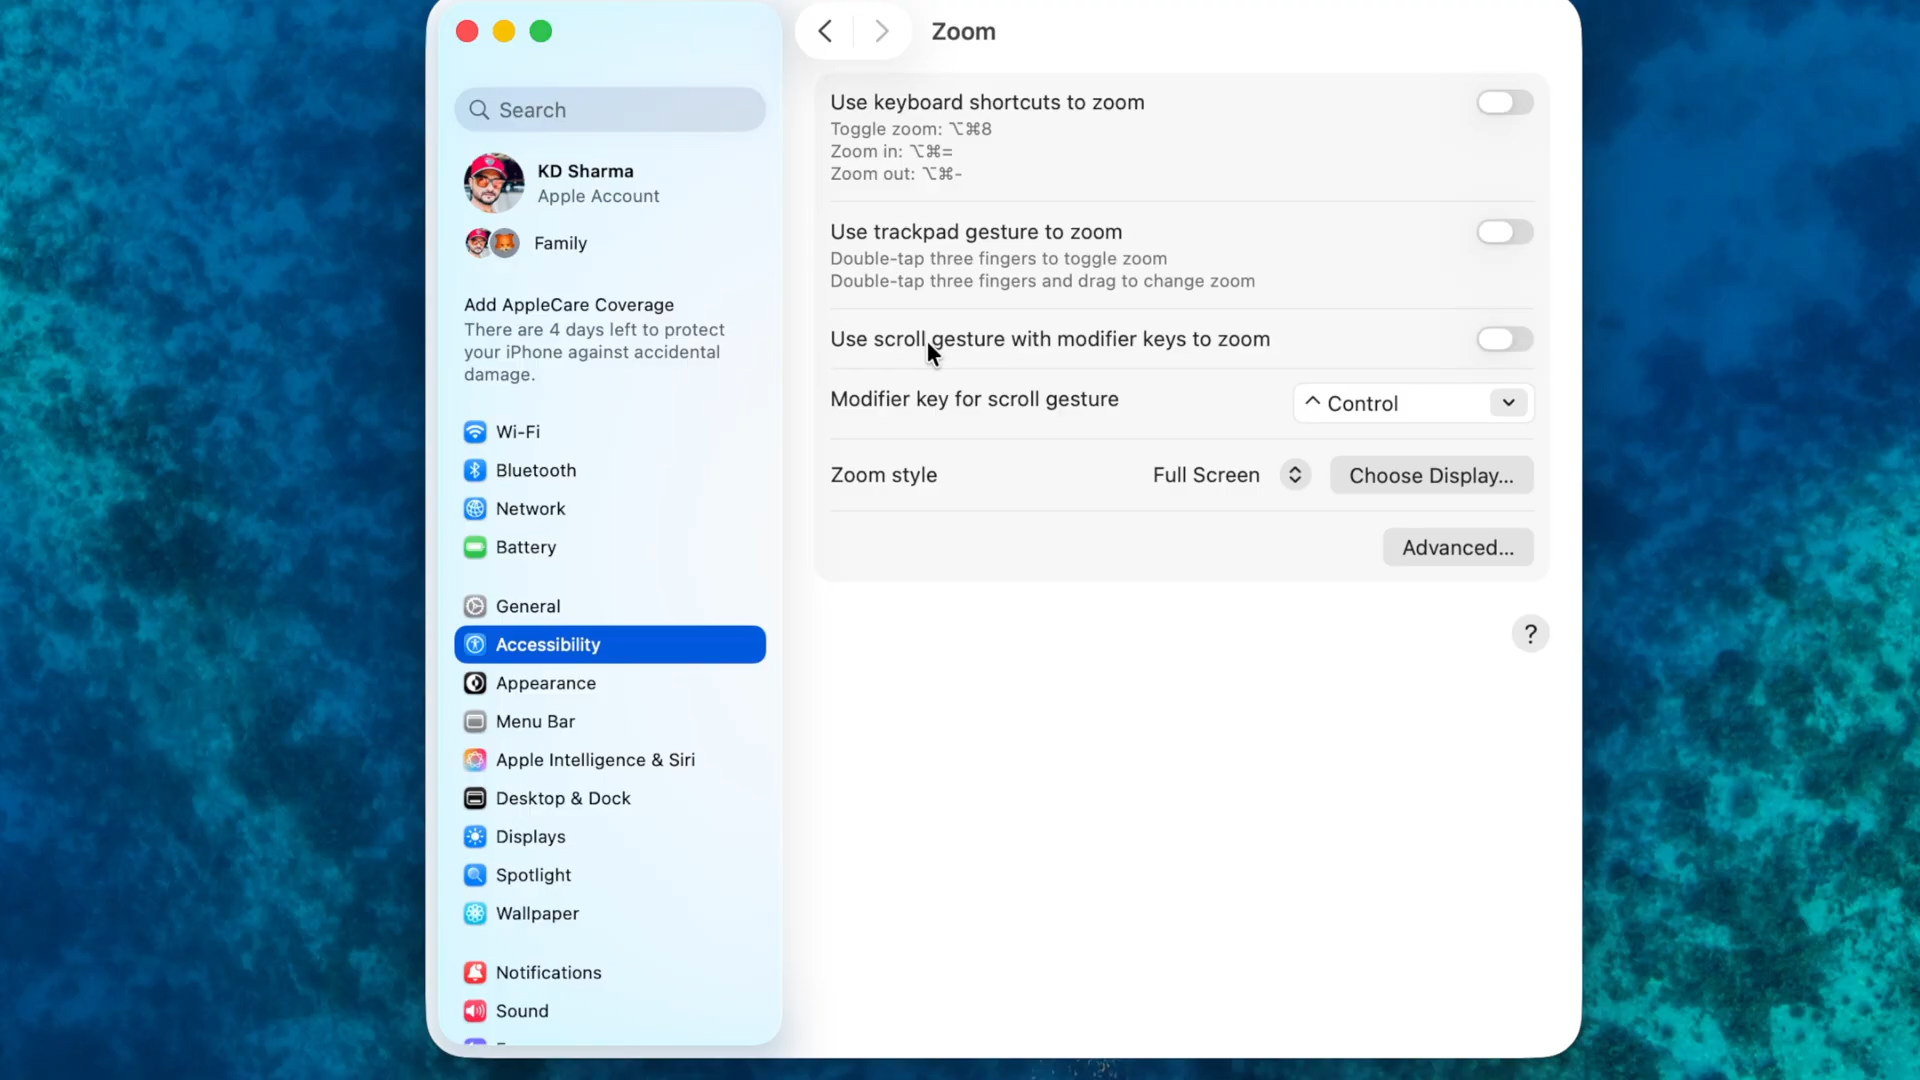 Search
KD Sharma
Apple Account
Family
Add AppleCare Coverage
There are 4 days left to protect
your iPhone against accidental
damage.
Wi-Fi
Bluetooth
Network
Battery
General
Accessibility
Appearance
Menu Bar
Apple Intelligence & Siri
Desktop & Dock
Displays
Spotlight
Wallpaper
Notifications
Sound
Zoom
Use keyboard shortcuts to zoom
Toggle zoom: ⌥⌘8
Zoom in: ⌥⌘=
Zoom out: ⌥⌘-
Use trackpad gesture to zoom
Double-tap three fingers to toggle zoom
Double-tap three fingers and drag to change zoom
Use scroll gesture with modifier keys to zoom
Modifier key for scroll gesture
^ Control
Zoom style
Full Screen
Choose Display...
Advanced...
?